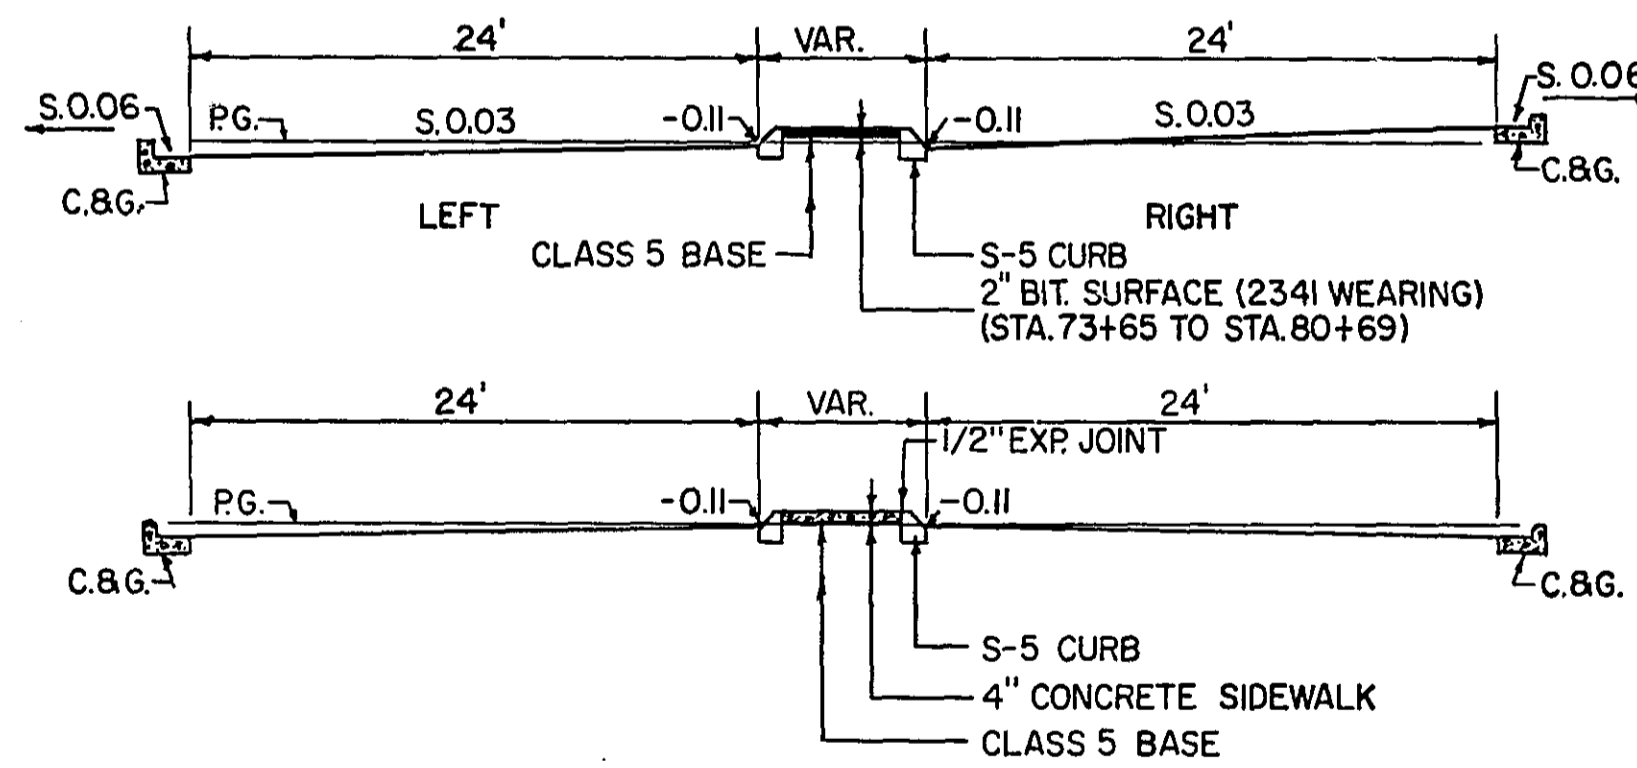 24' VAR. 24'
S.0.06 P.G. S.0.03 -0.11 -0.11 S.0.03 S.0.06
C.&G. C.&G.
LEFT RIGHT
CLASS 5 BASE S-5 CURB
2" BIT. SURFACE (2341 WEARING)
(STA.73+65 TO STA.80+69)
24' VAR. 24'
1/2" EXP. JOINT
P.G. -0.11 -0.11
C.&G. C.&G.
S-5 CURB
4" CONCRETE SIDEWALK
CLASS 5 BASE